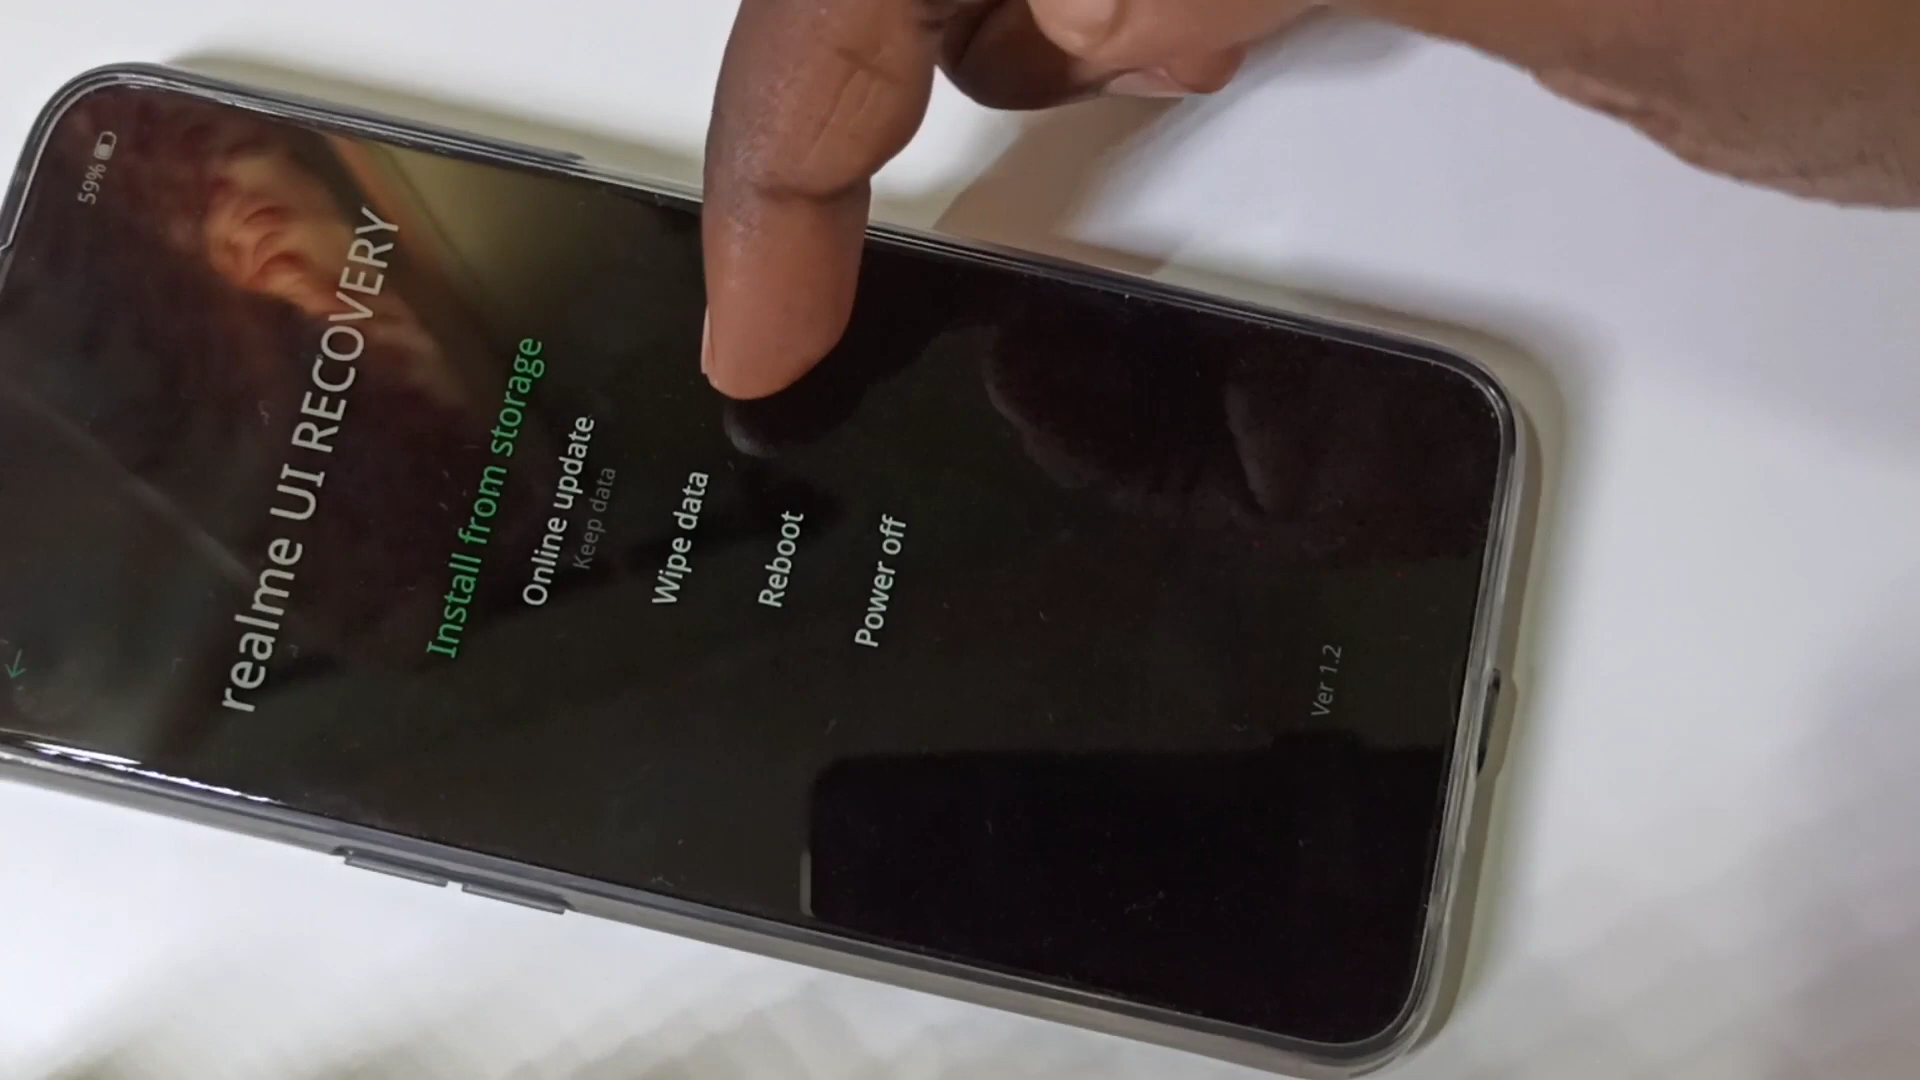 59%
←
realme UI RECOVERY
Install from storage
Online update
Keep data
Wipe data
Reboot
Power off
Ver 1.2